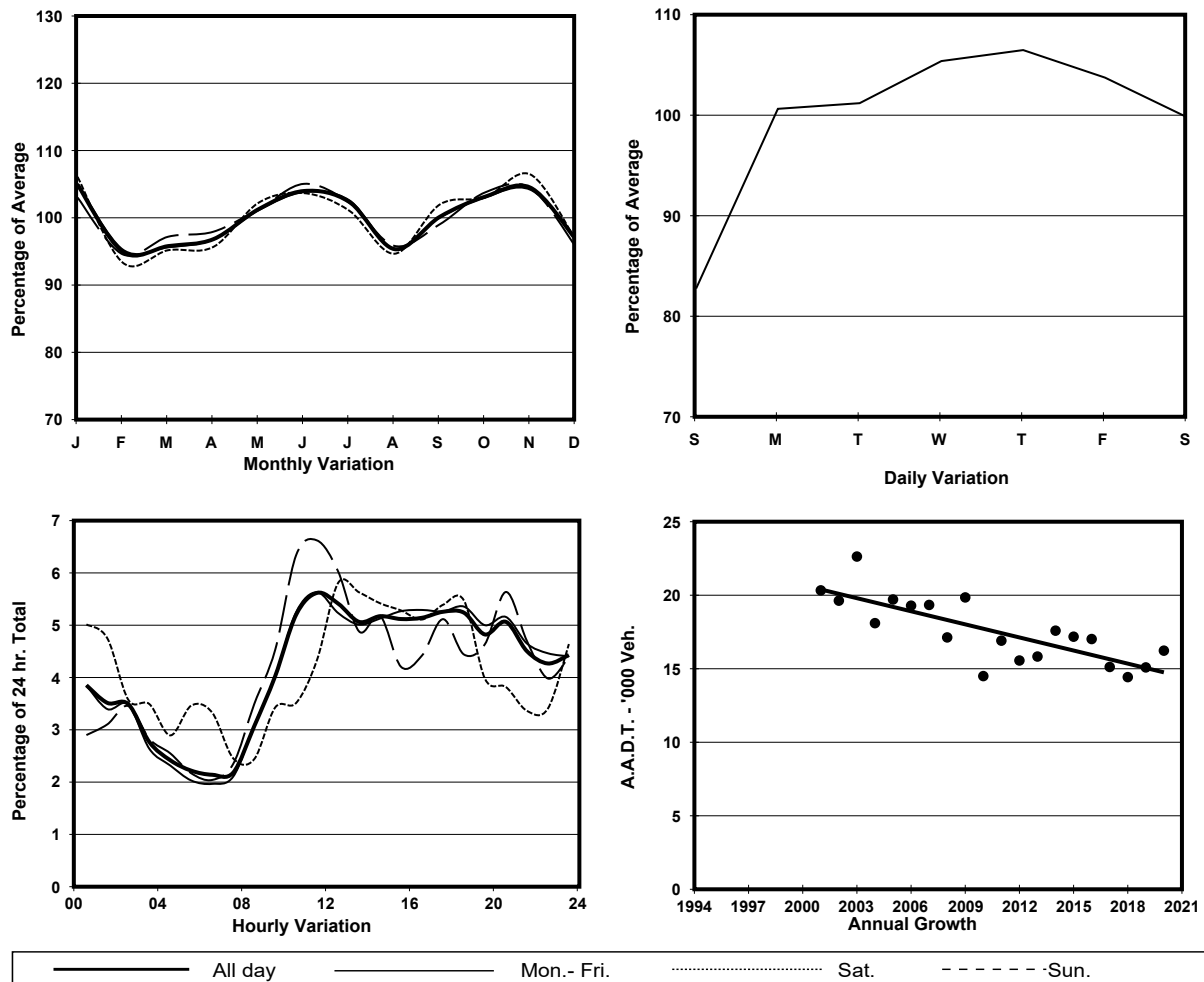 130
120
110
100
90
80
70
Percentage of Average
J F M A M J J A S O N D
Monthly Variation
110
100
90
80
70
Percentage of Average
S M T W T F S
Daily Variation
7
6
5
4
3
2
1
0
Percentage of 24 hr. Total
00 04 08 12 16 20 24
Hourly Variation
25
20
15
10
5
0
A.A.D.T. - '000 Veh.
1994 1997 2000 2003 2006 2009 2012 2015 2018 2021
Annual Growth
All day Mon.- Fri. Sat. Sun.